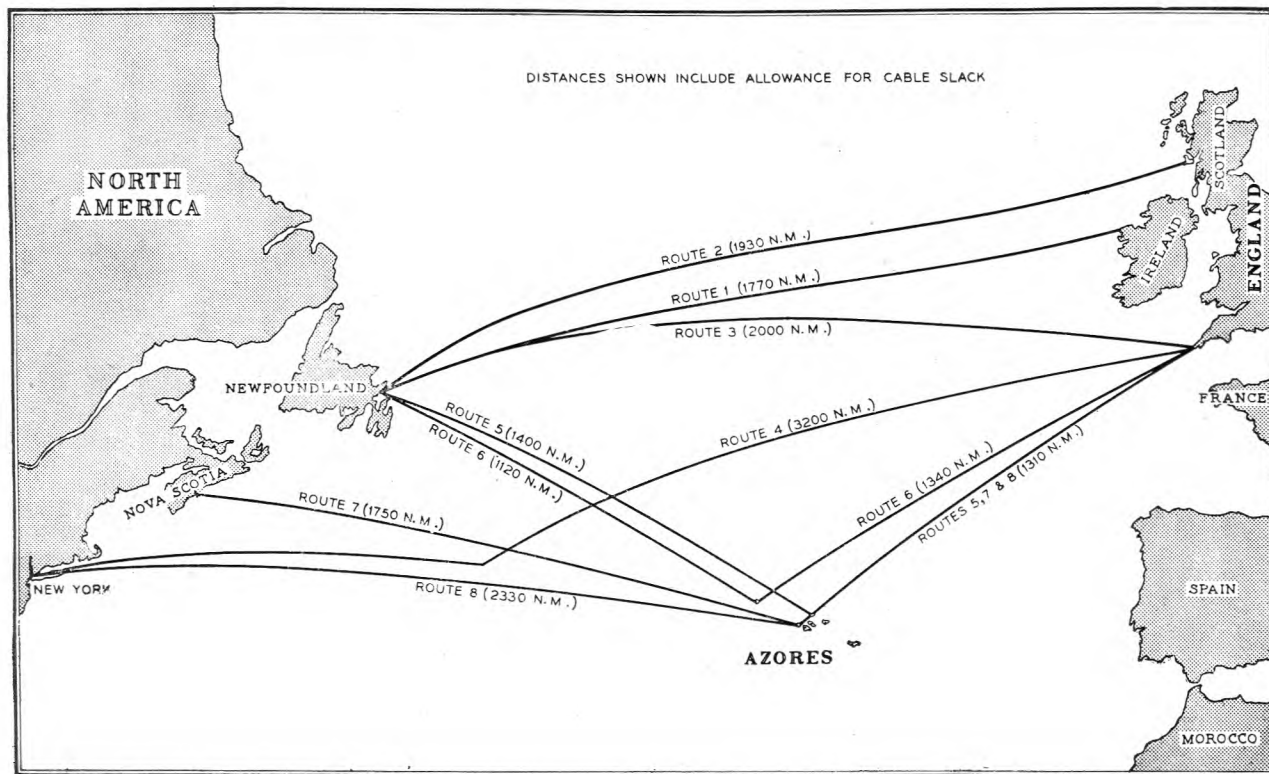 DISTANCES SHOWN INCLUDE ALLOWANCE FOR CABLE SLACK
NORTH
AMERICA
SCOTLAND
ENGLAND
IRELAND
ROUTE 2 (1930 N.M.)
ROUTE 1 (1770 N.M.)
ROUTE 3 (2000 N.M.)
NEWFOUNDLAND
FRANCE
ROUTE 5 (1400 N.M.)
ROUTE 6 (1120 N.M.)
ROUTE 4 (3200 N.M.)
ROUTE 6 (1340 N.M.)
ROUTES 5,7 & 8 (1310 N.M.)
NOVA SCOTIA
ROUTE 7 (1750 N.M.)
NEW YORK
ROUTE 8 (2330 N.M.)
SPAIN
AZORES
MOROCCO